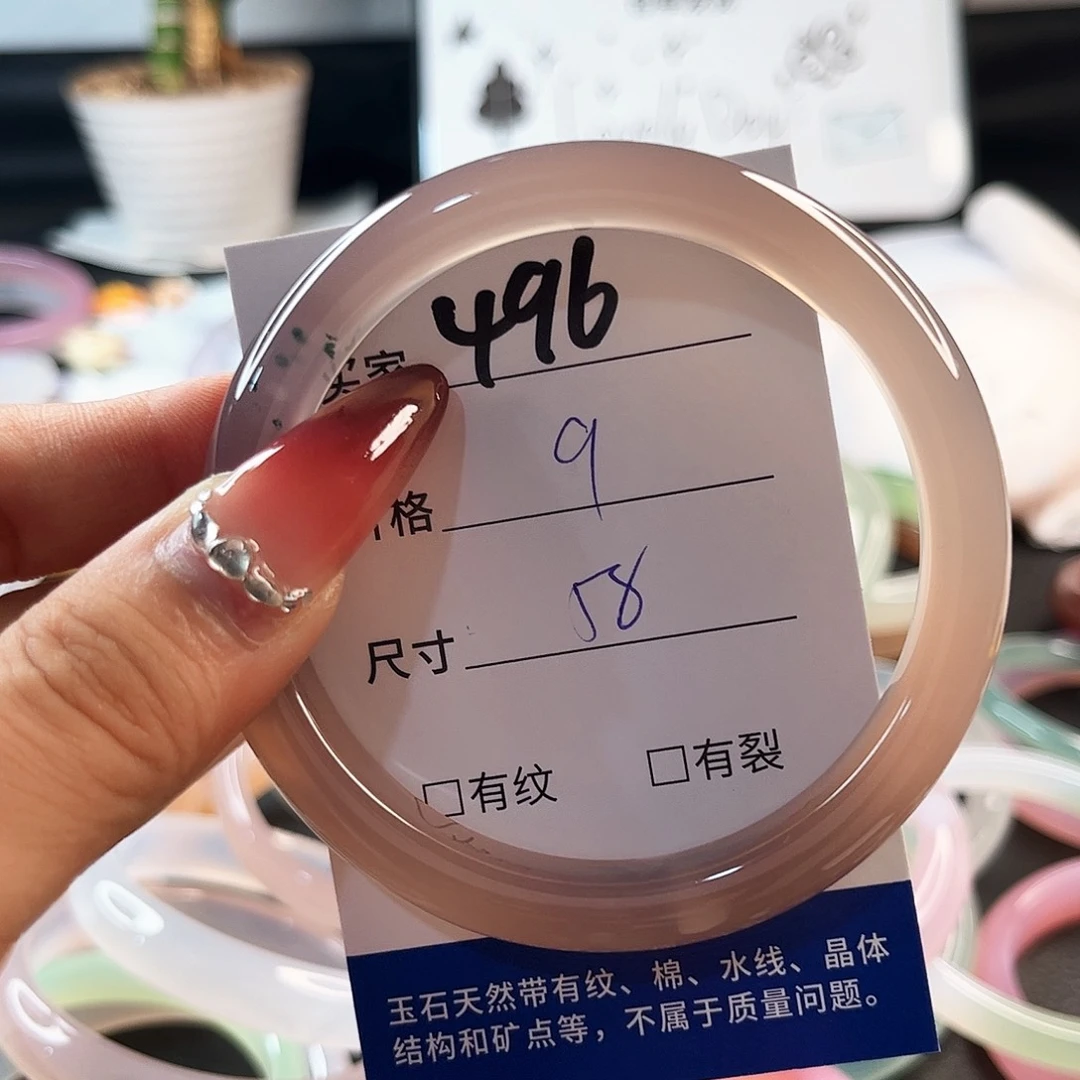 买家 496
格 9
尺寸 58
□有纹 □有裂
玉石天然带有纹、棉、水线、晶体
结构和矿点等，不属于质量问题。